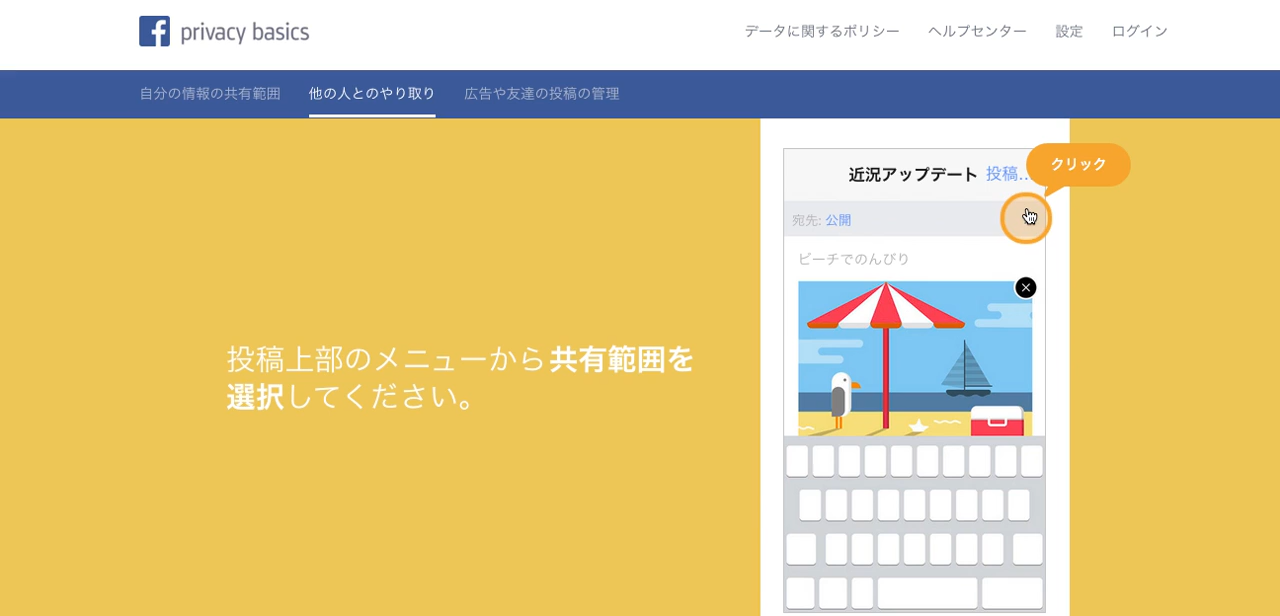 privacy basics
データに関するポリシー ヘルプセンター 設定 ログイン
自分の情報の共有範囲 他の人とのやり取り 広告や友達の投稿の管理
近況アップデート 投稿...
クリック
宛先: 公開
ビーチでのんびり
投稿上部のメニューから共有範囲を
選択してください。